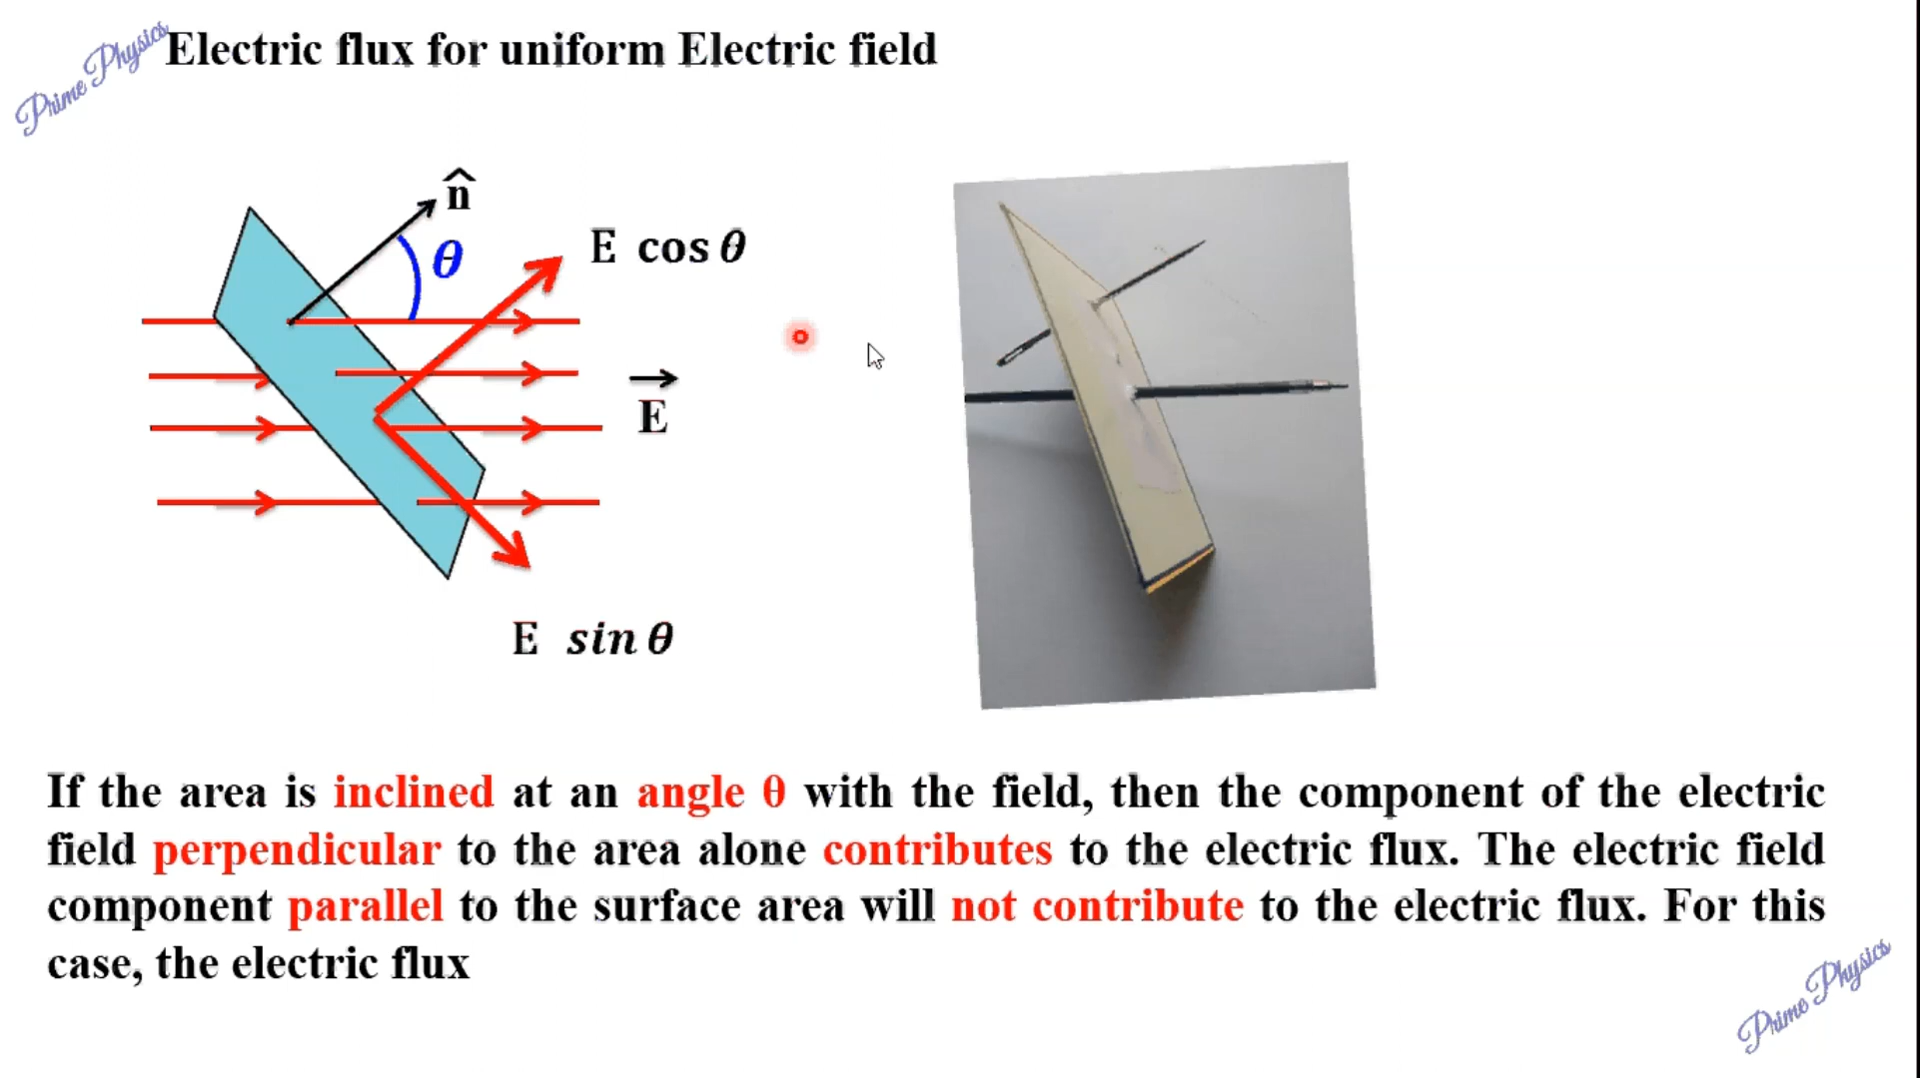 Prime Physics
Electric flux for uniform Electric field
n̂
θ
E cos θ
E⃗
E sin θ
If the area is inclined at an angle θ with the field, then the component of the electric
field perpendicular to the area alone contributes to the electric flux. The electric field
component parallel to the surface area will not contribute to the electric flux. For this
case, the electric flux
Prime Physics